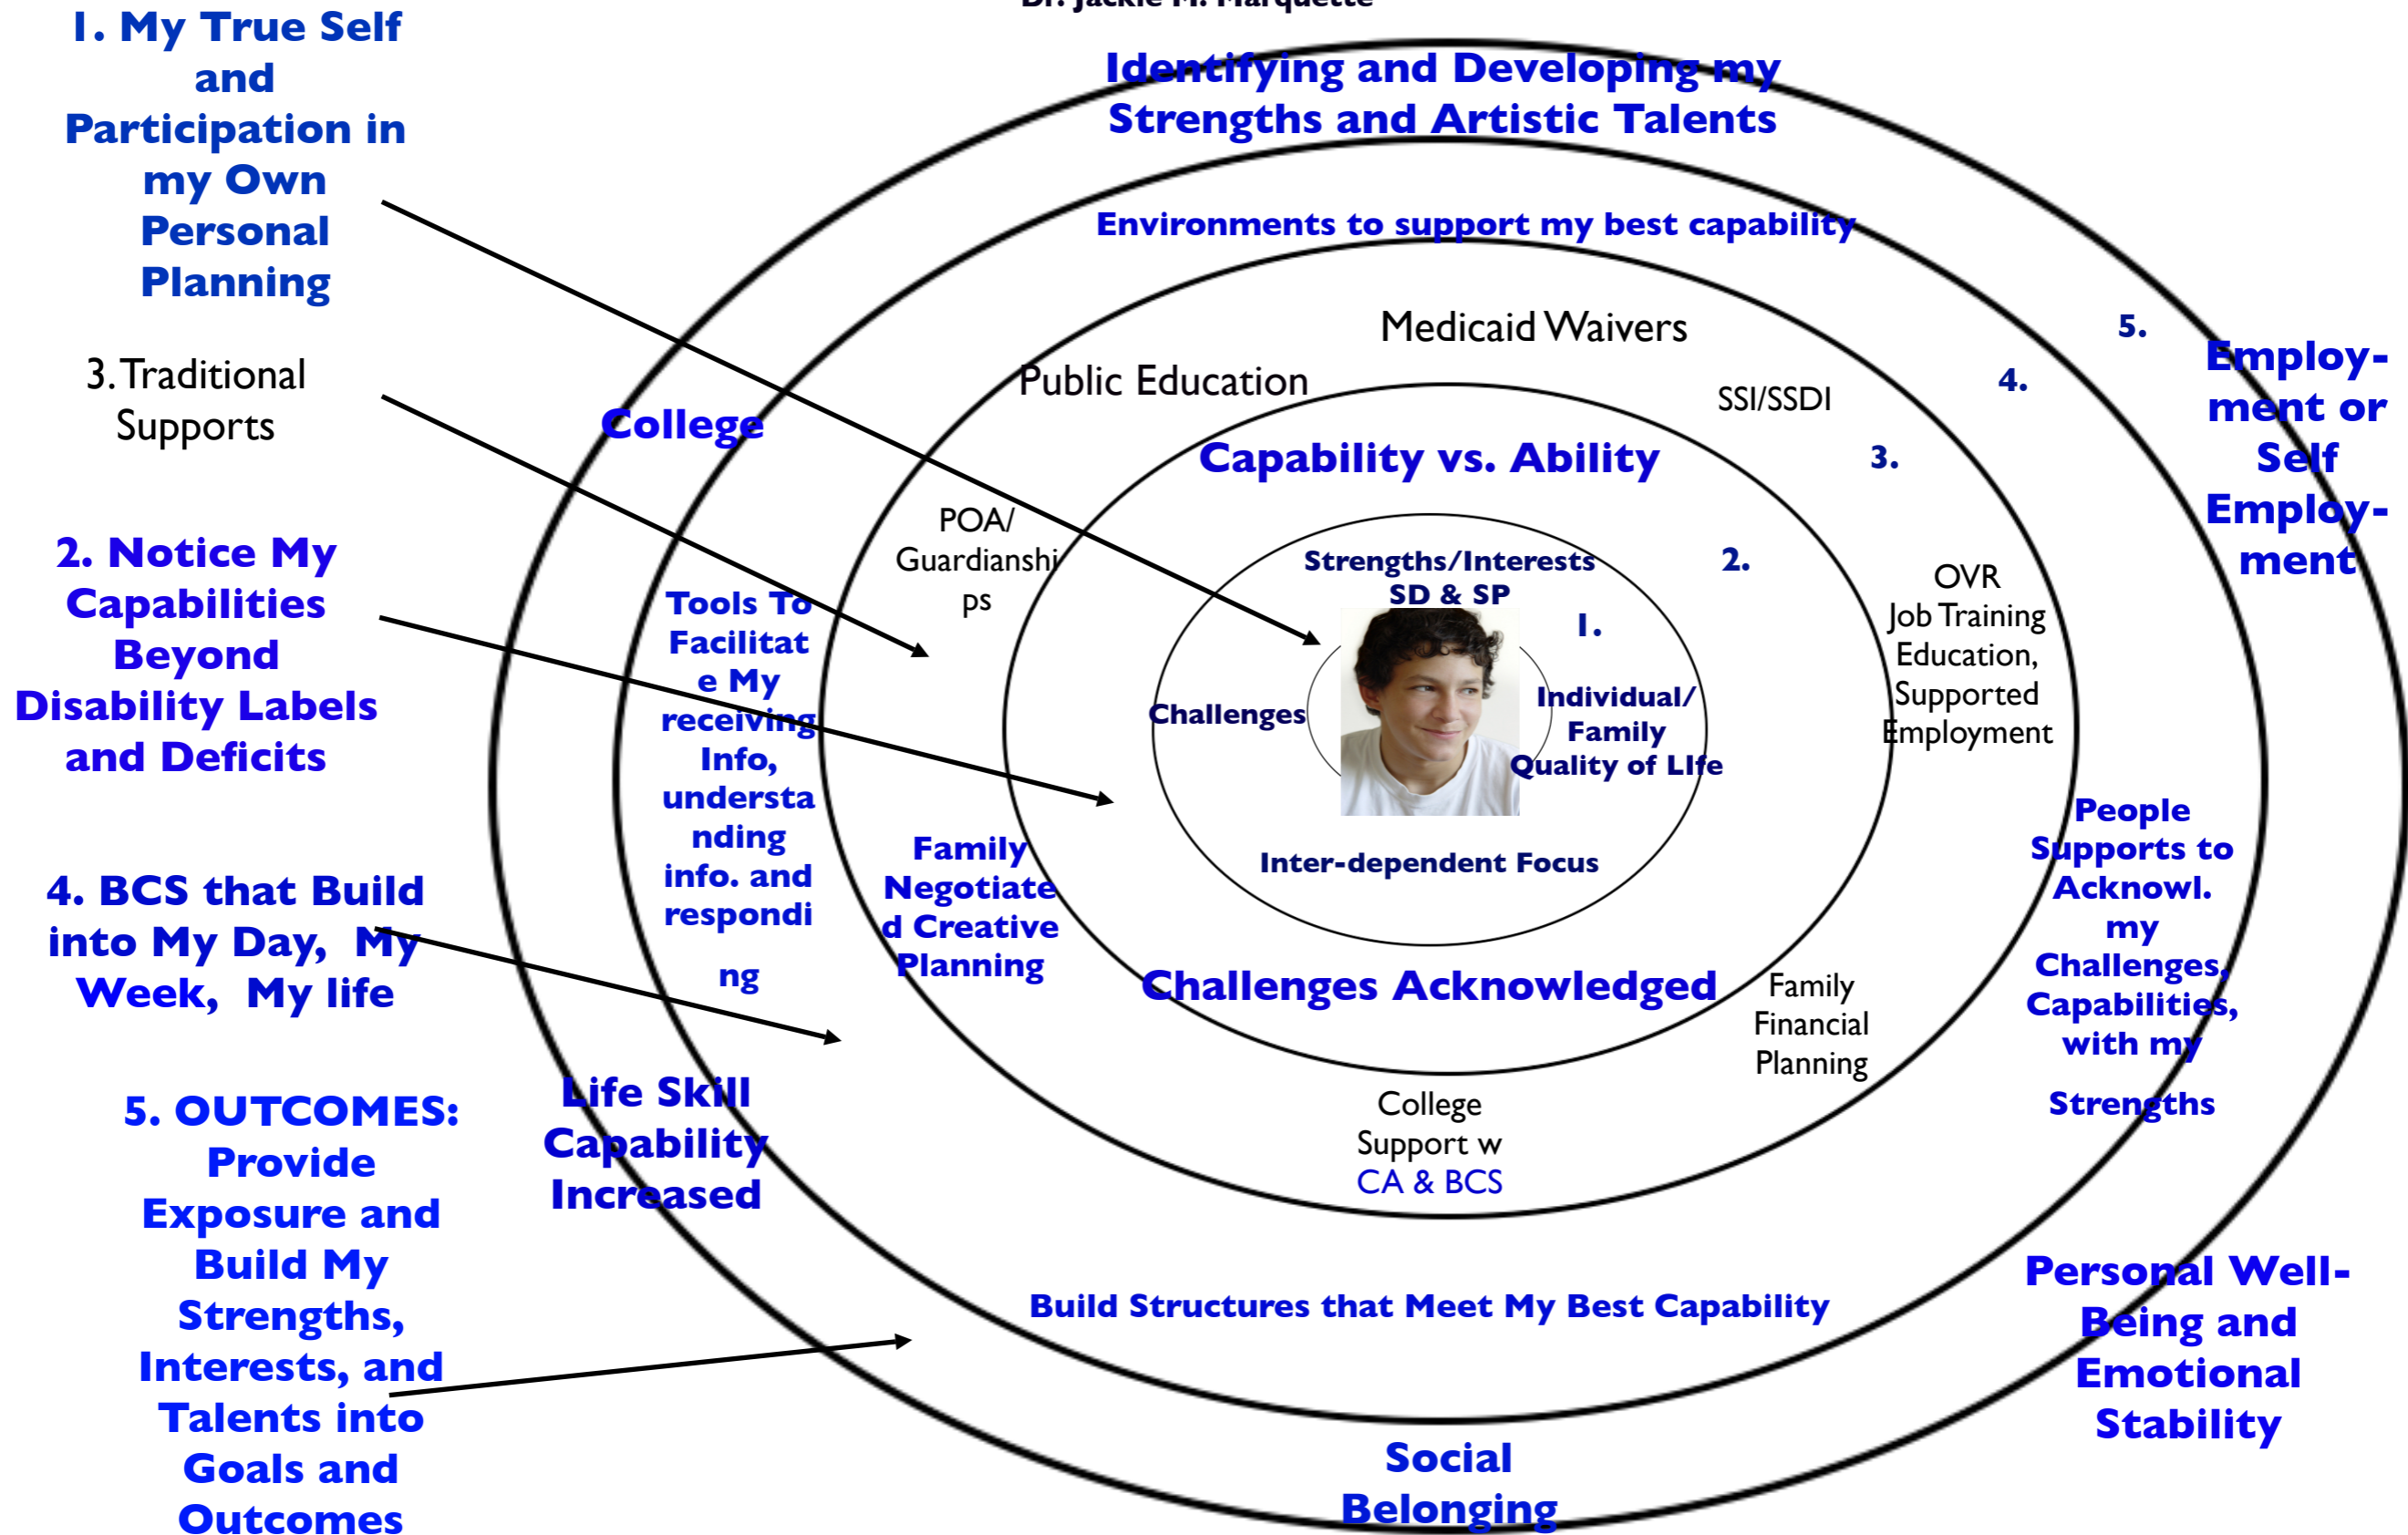 Dr. Jackie M. Marquette
1. My True Self
and
Participation in
my Own
Personal
Planning
3. Traditional
Supports
2. Notice My
Capabilities
Beyond
Disability Labels
and Deficits
4. BCS that Build
into My Day, My
Week, My life
5. OUTCOMES:
Provide
Exposure and
Build My
Strengths,
Interests, and
Talents into
Goals and
Outcomes
Identifying and Developing my
Strengths and Artistic Talents
Environments to support my best capability
Medicaid Waivers
Public Education
SSI/SSDI
5.
4.
3.
2.
1.
Employ-
ment or
Self
Employ-
ment
College
Capability vs. Ability
POA/
Guardianshi
ps
Strengths/Interests
SD & SP
Challenges
Individual/
Family
Quality of LIfe
Inter-dependent Focus
OVR
Job Training
Education,
Supported
Employment
Tools To
Facilitat
e My
receiving
Info,
understa
nding
info. and
respondi
ng
Family
Negotiate
d Creative
Planning
Challenges Acknowledged
Family
Financial
Planning
People
Supports to
Acknowl.
my
Challenges,
Capabilities,
with my
Strengths
Life Skill
Capability
Increased
College
Support w
CA & BCS
Build Structures that Meet My Best Capability
Personal Well-
Being and
Emotional
Stability
Social
Belonging